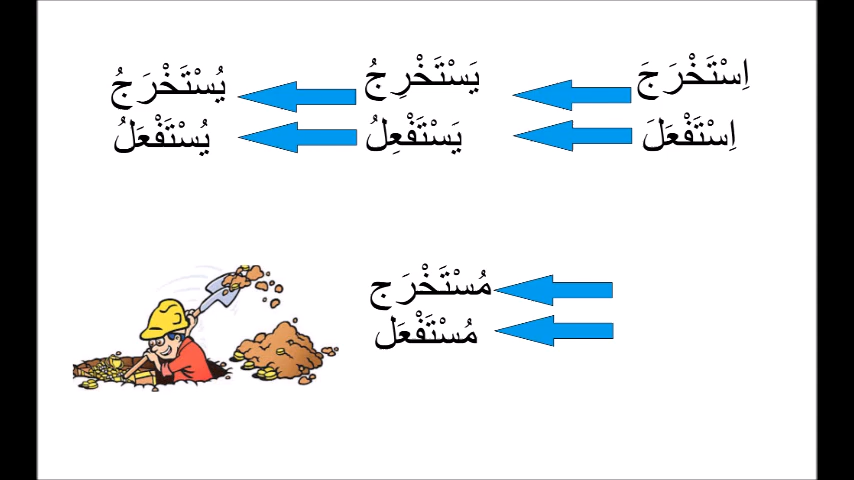 اِسْتَخْرَجَ يَسْتَخْرِجُ يُسْتَخْرَجُ
اِسْتَفْعَلَ يَسْتَفْعِلُ يُسْتَفْعَلُ
مُسْتَخْرَج
مُسْتَفْعَل